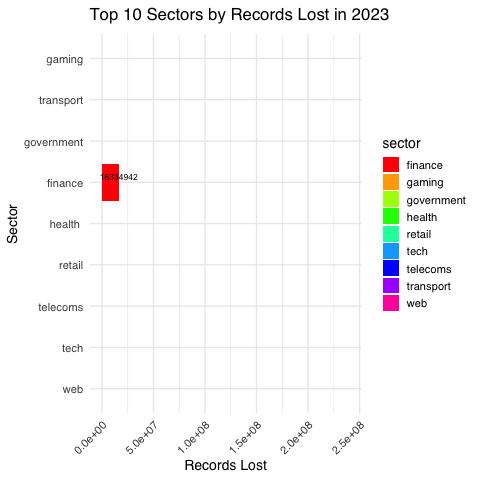 Top 10 Sectors by Records Lost in 2023
gaming
transport
government
finance
health
retail
telecoms
tech
web
16334942
0.0e+00
5.0e+07
1.0e+08
1.5e+08
2.0e+08
2.5e+08
Records Lost
Sector
sector
finance
gaming
government
health
retail
tech
telecoms
transport
web